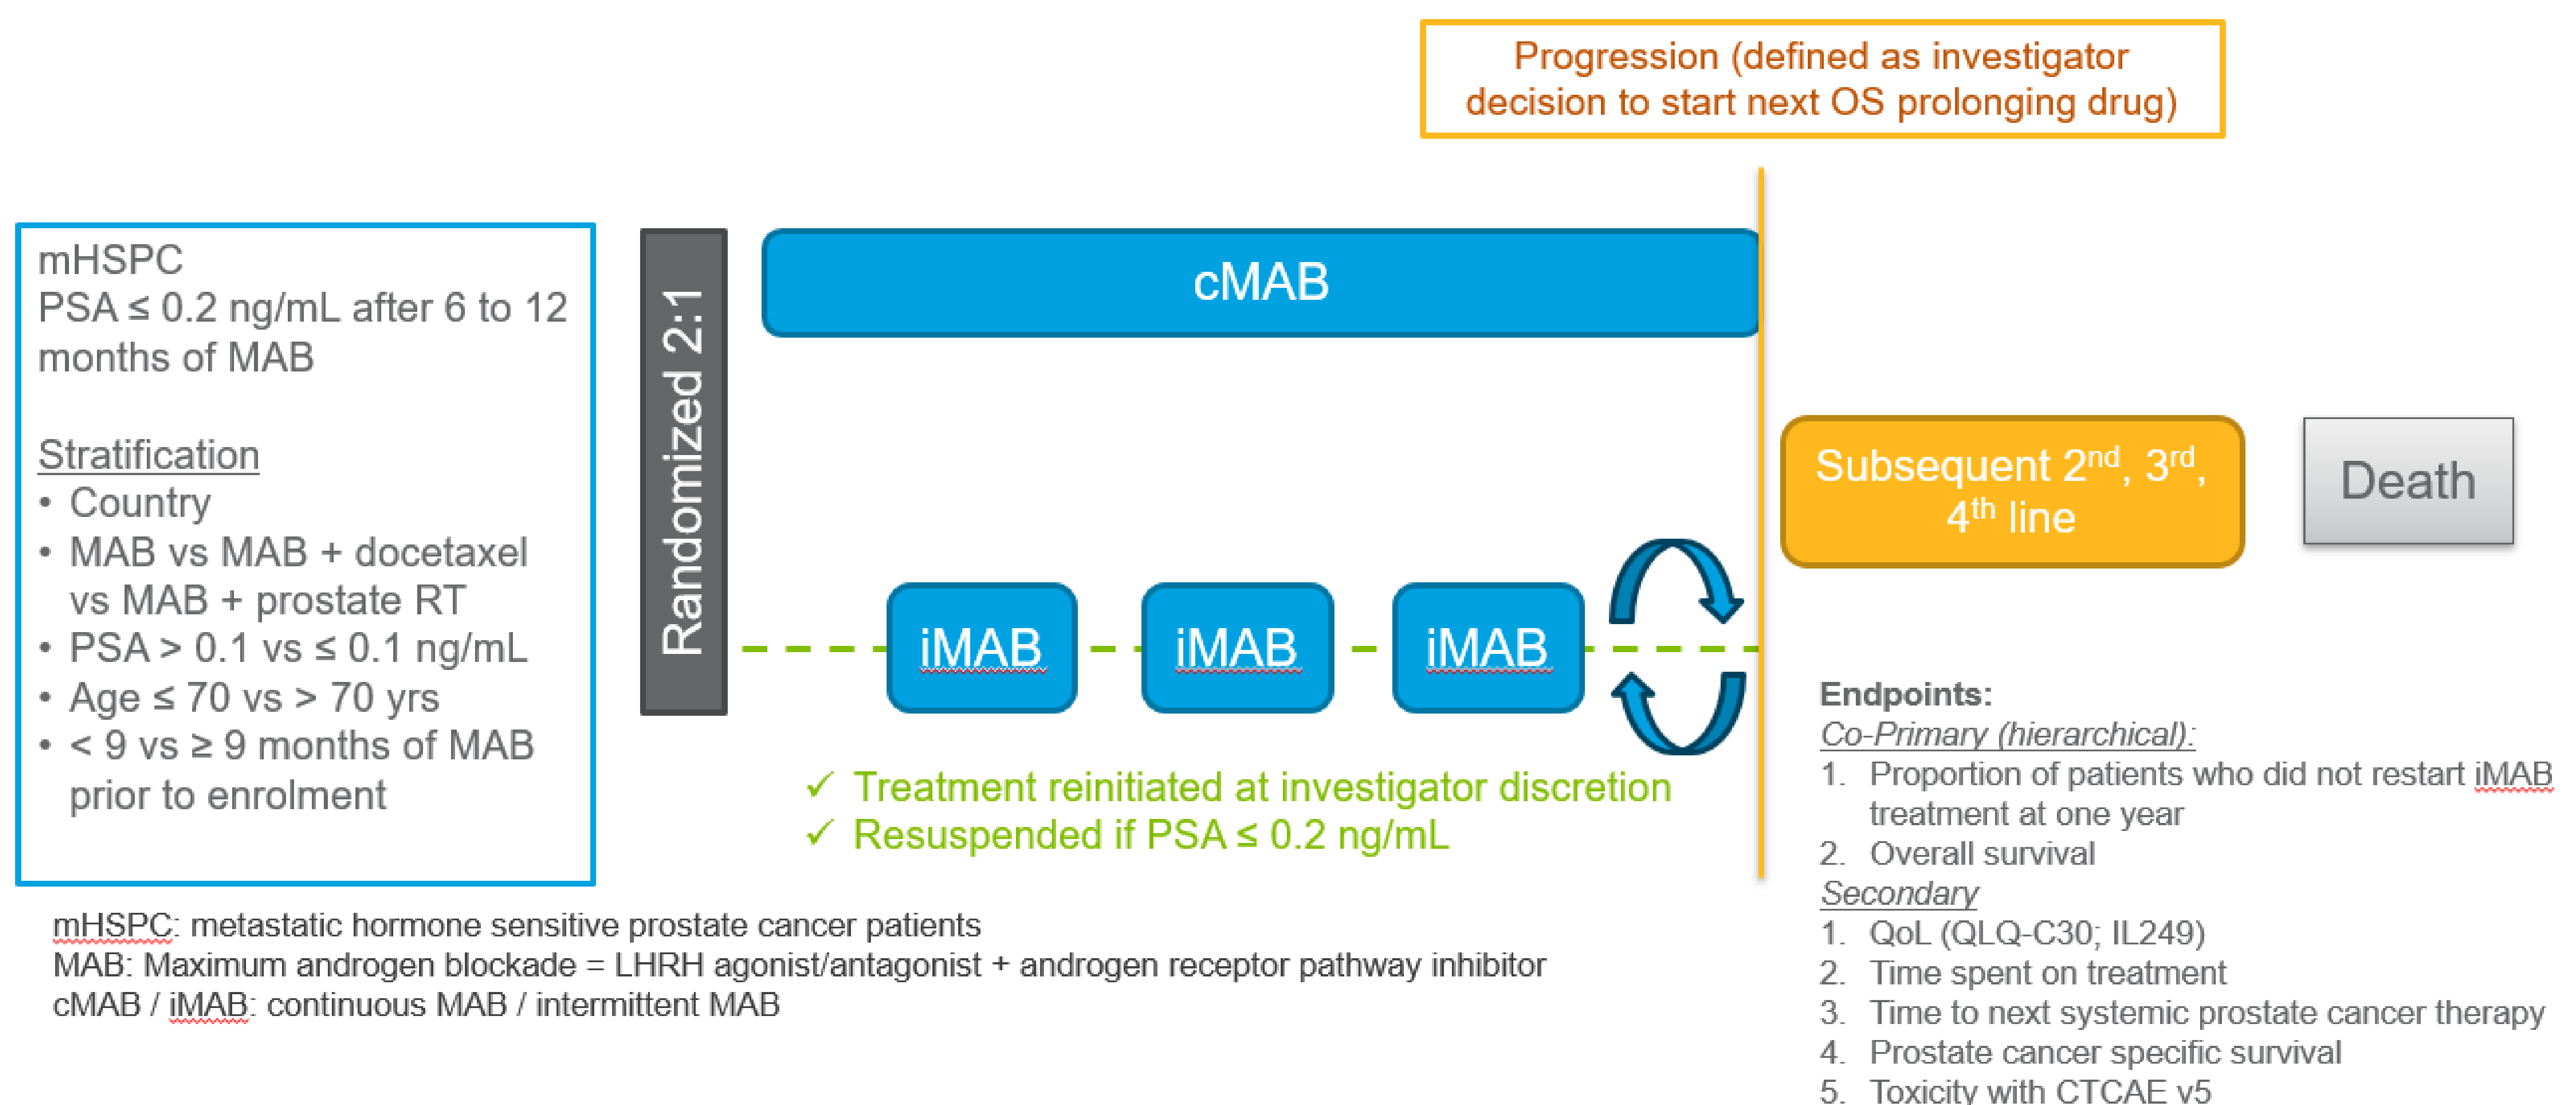 Progression (defined as investigator
decision to start next OS prolonging drug)
mHSPC
PSA ≤ 0.2 ng/mL after 6 to 12
months of MAB
Stratification
• Country
• MAB vs MAB + docetaxel
vs MAB + prostate RT
• PSA > 0.1 vs ≤ 0.1 ng/mL
• Age ≤ 70 vs > 70 yrs
• < 9 vs ≥ 9 months of MAB
prior to enrolment
Randomized 2:1
cMAB
iMAB
iMAB
iMAB
✓ Treatment reinitiated at investigator discretion
✓ Resuspended if PSA ≤ 0.2 ng/mL
Subsequent 2nd, 3rd,
4th line
Death
Endpoints:
Co-Primary (hierarchical):
1. Proportion of patients who did not restart iMAB
treatment at one year
2. Overall survival
Secondary
1. QoL (QLQ-C30; IL249)
2. Time spent on treatment
3. Time to next systemic prostate cancer therapy
4. Prostate cancer specific survival
5. Toxicity with CTCAE v5
mHSPC: metastatic hormone sensitive prostate cancer patients
MAB: Maximum androgen blockade = LHRH agonist/antagonist + androgen receptor pathway inhibitor
cMAB / iMAB: continuous MAB / intermittent MAB